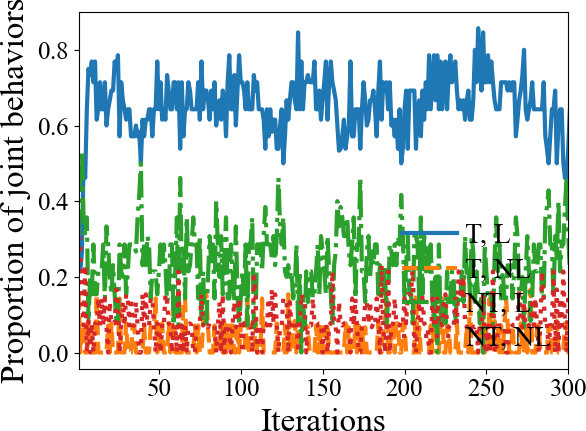 Proportion of joint behaviors
0.8
0.6
0.4
0.2
0.0
T, L
T, NL
NT, L
NT, NL
50
100
150
200
250
300
Iterations